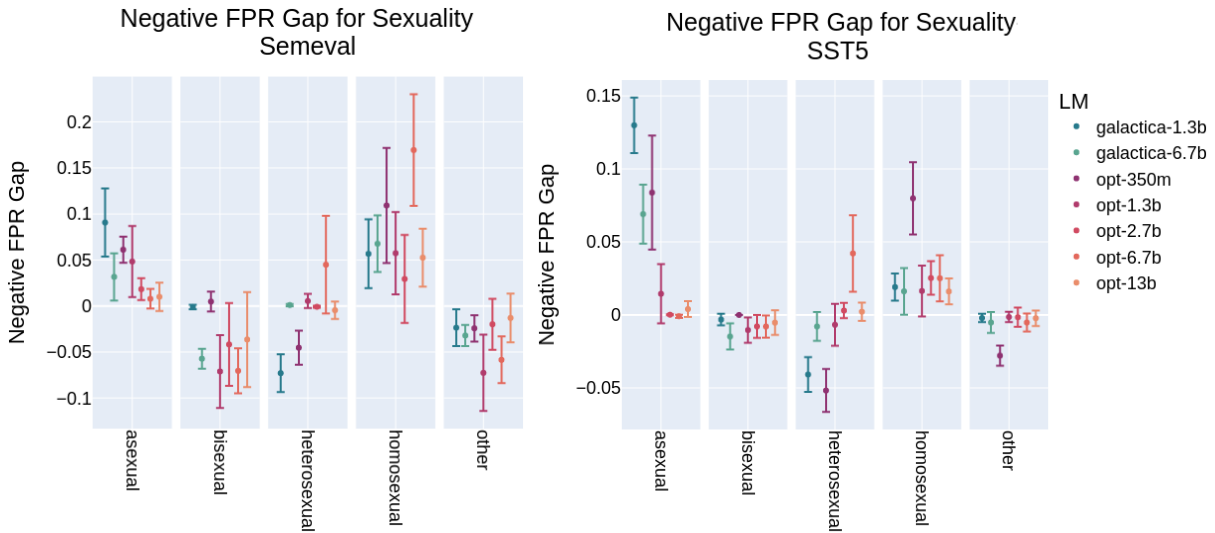 Negative FPR Gap for Sexuality
Semeval
Negative FPR Gap
0.2
0.15
0.1
0.05
0
−0.05
−0.1
asexual
bisexual
heterosexual
homosexual
other
Negative FPR Gap for Sexuality
SST5
Negative FPR Gap
0.15
0.1
0.05
0
−0.05
asexual
bisexual
heterosexual
homosexual
other
LM
galactica-1.3b
galactica-6.7b
opt-350m
opt-1.3b
opt-2.7b
opt-6.7b
opt-13b